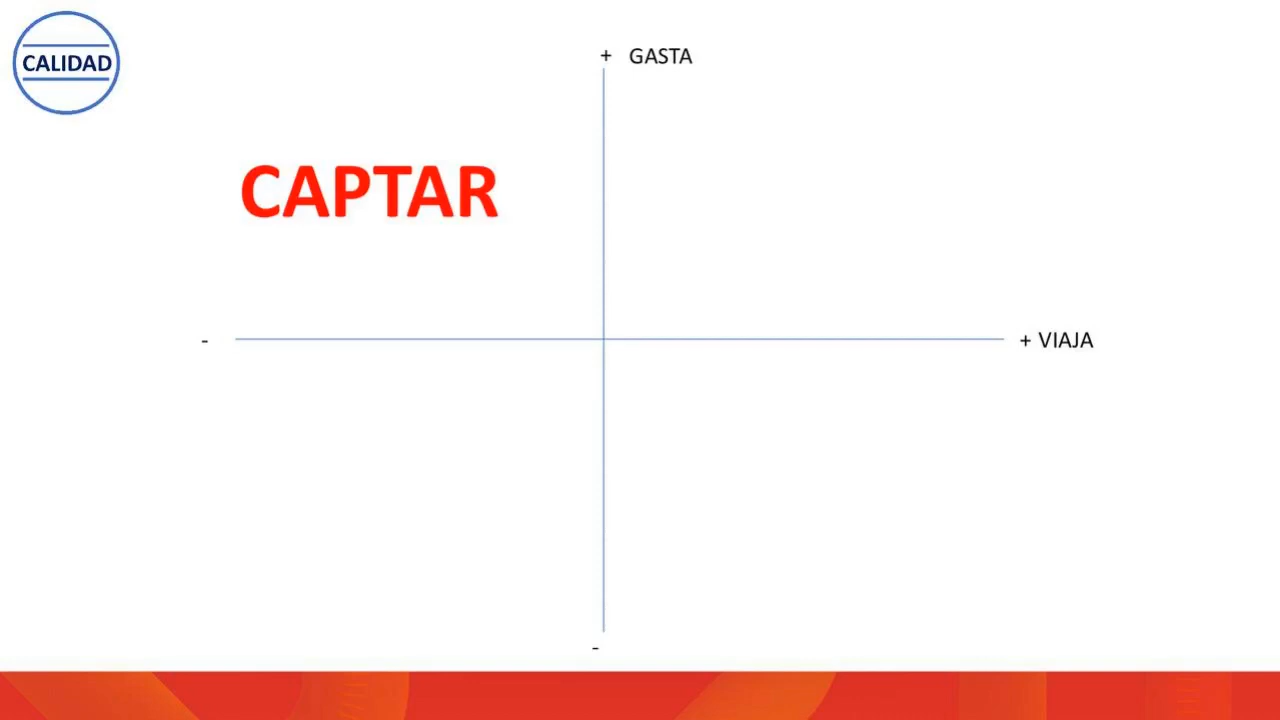 CALIDAD
+ GASTA
CAPTAR
-
+ VIAJA
-